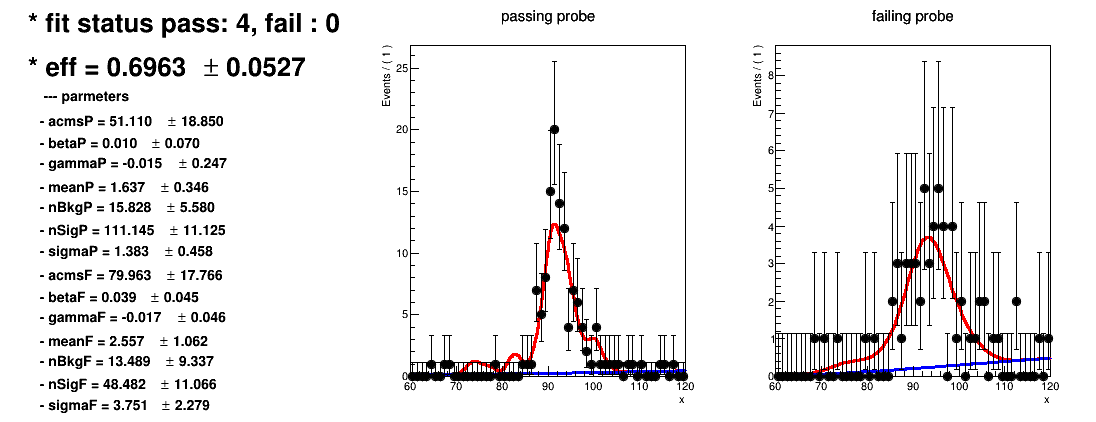 * fit status pass: 4, fail : 0
* eff = 0.6963 ± 0.0527
--- parmeters
- acmsP = 51.110 ± 18.850
- betaP = 0.010 ± 0.070
- gammaP = -0.015 ± 0.247
- meanP = 1.637 ± 0.346
- nBkgP = 15.828 ± 5.580
- nSigP = 111.145 ± 11.125
- sigmaP = 1.383 ± 0.458
- acmsF = 79.963 ± 17.766
- betaF = 0.039 ± 0.045
- gammaF = -0.017 ± 0.046
- meanF = 2.557 ± 1.062
- nBkgF = 13.489 ± 9.337
- nSigF = 48.482 ± 11.066
- sigmaF = 3.751 ± 2.279
passing probe
Events / ( 1 )
25
20
15
10
5
0
60 70 80 90 100 110 120
x
failing probe
Events / ( 1 )
8
7
6
5
4
3
2
1
0
60 70 80 90 100 110 120
x